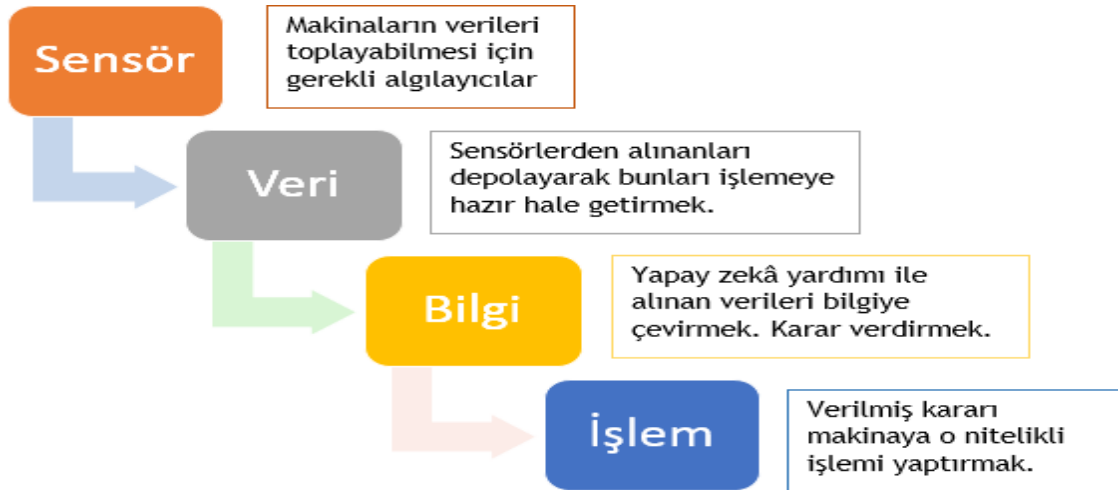 Sensör
Makinaların verileri
toplayabilmesi için
gerekli algılayıcılar
Veri
Sensörlerden alınanları
depolayarak bunları işlemeye
hazır hale getirmek.
Bilgi
Yapay zekâ yardımı ile
alınan verileri bilgiye
çevirmek. Karar verdirmek.
İşlem
Verilmiş kararı
makinaya o nitelikli
işlemi yaptırmak.